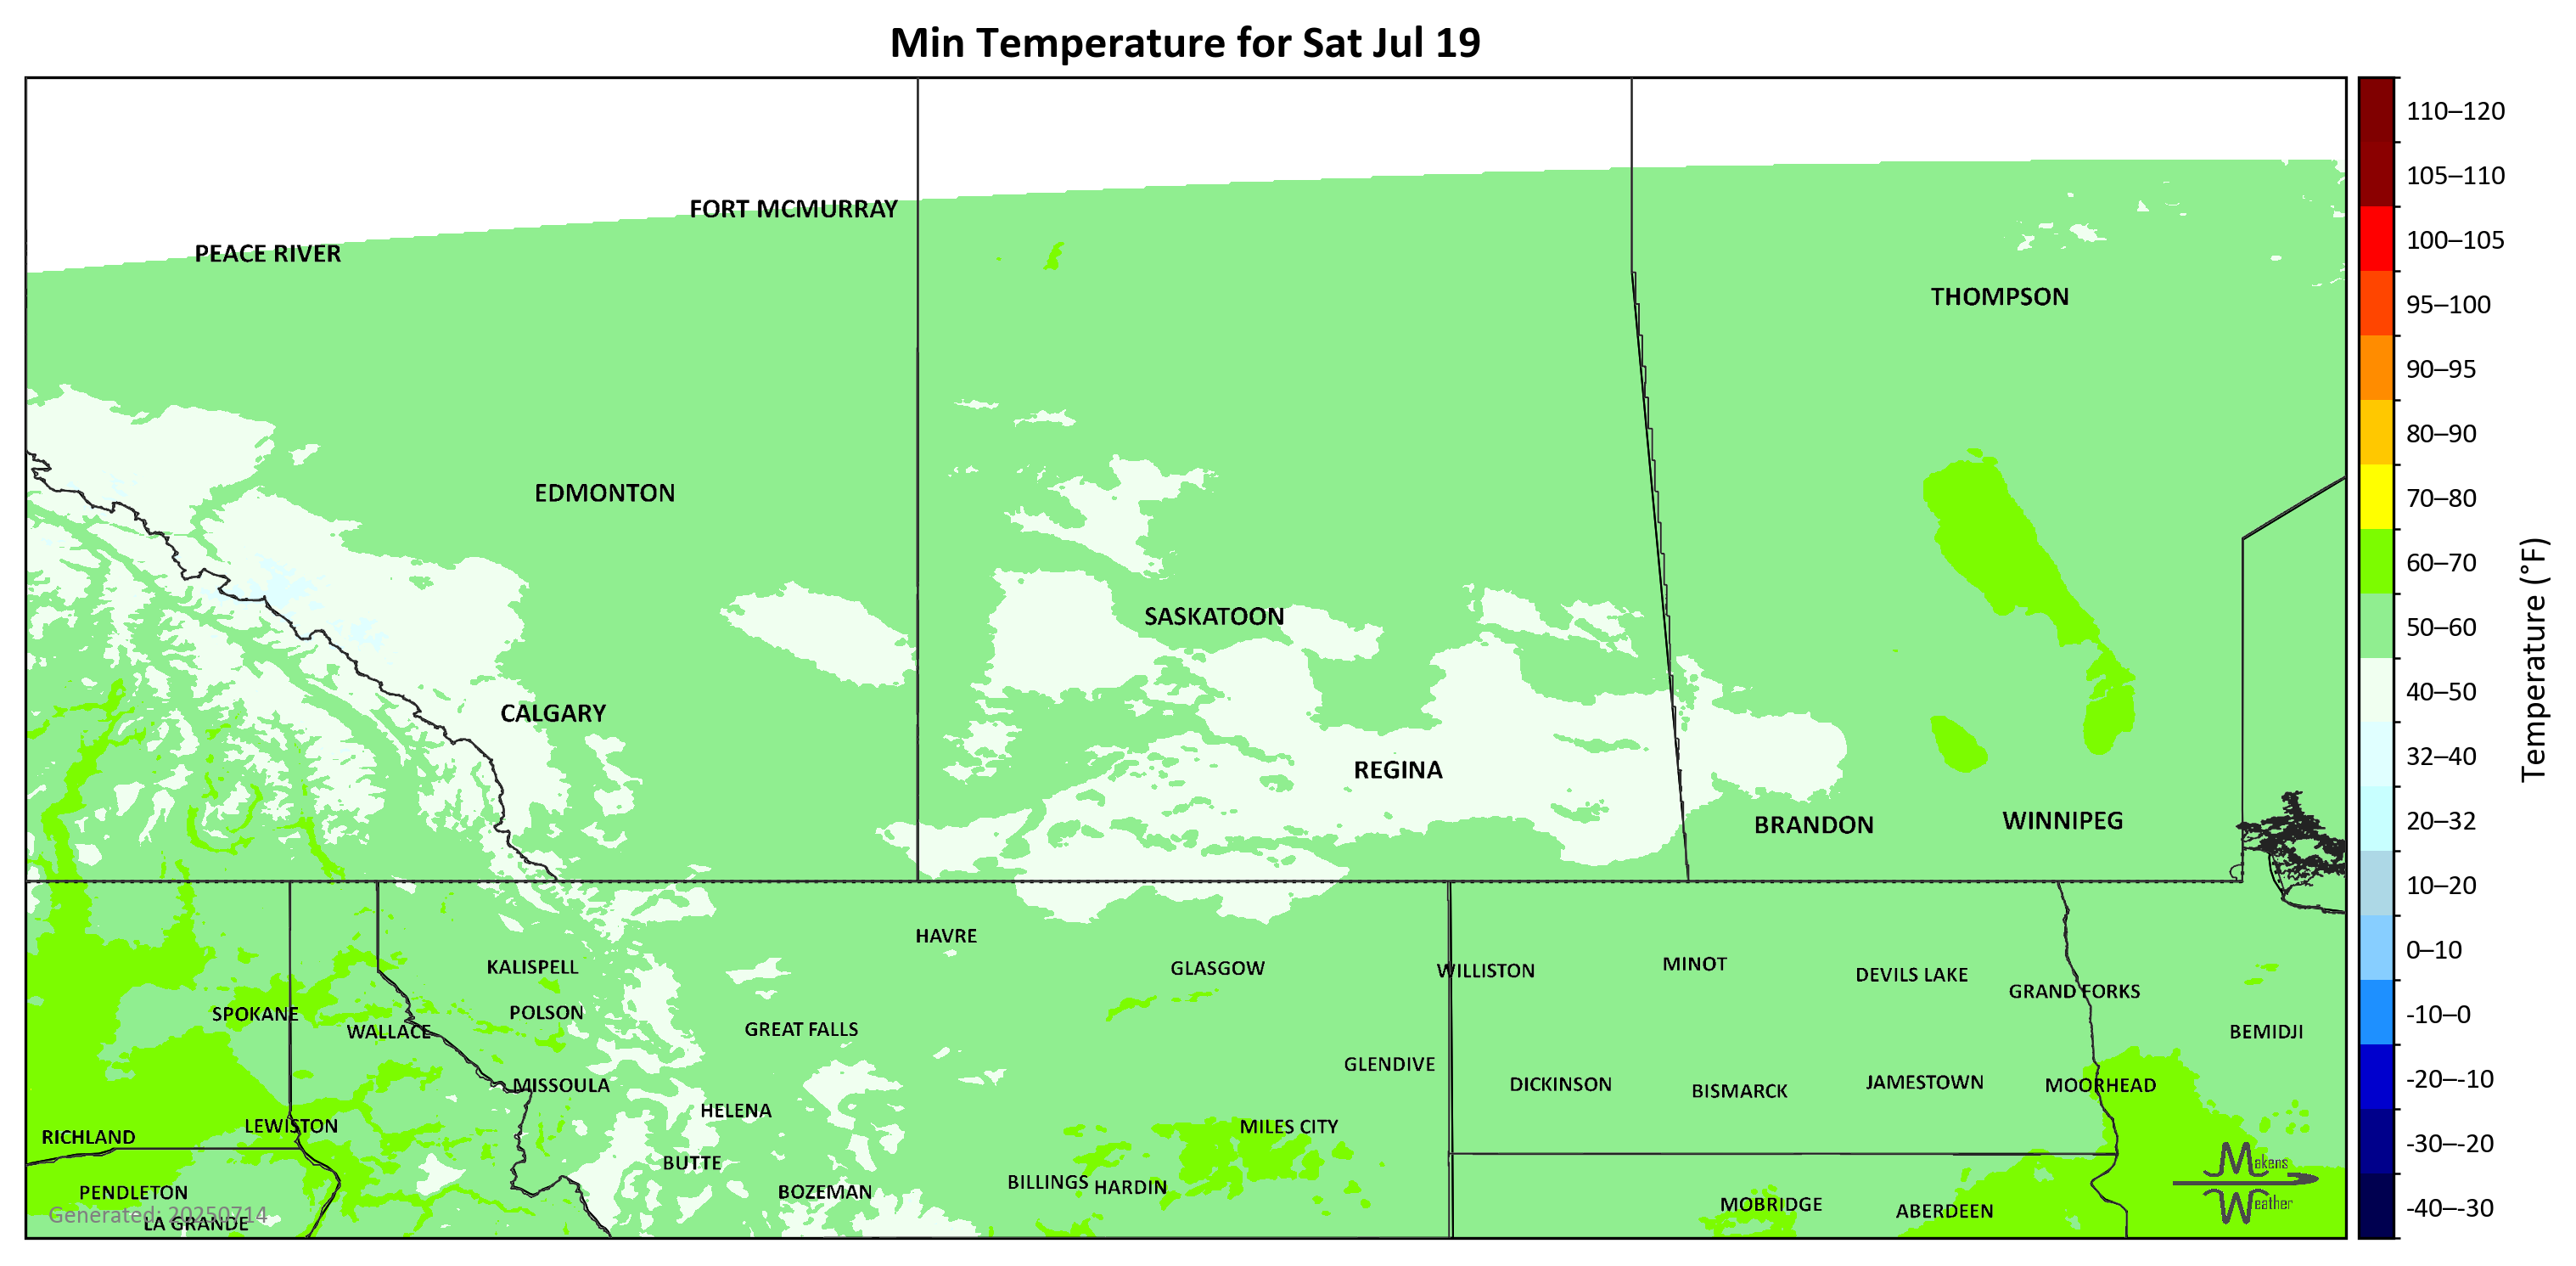 Min Temperature for Sat Jul 19
110–120
105–110
100–105
95–100
90–95
80–90
70–80
60–70
50–60
40–50
32–40
20–32
10–20
0–10
-10–0
-20–-10
-30–-20
-40–-30
Temperature (°F)
FORT MCMURRAY
PEACE RIVER
THOMPSON
EDMONTON
SASKATOON
CALGARY
REGINA
BRANDON
WINNIPEG
HAVRE
KALISPELL
GLASGOW
WILLISTON
MINOT
DEVILS LAKE
GRAND FORKS
SPOKANE
POLSON
WALLACE
GREAT FALLS
BEMIDJI
GLENDIVE
MISSOULA
DICKINSON
BISMARCK
JAMESTOWN
MOORHEAD
HELENA
LEWISTON
MILES CITY
RICHLAND
BUTTE
BILLINGS
HARDIN
PENDLETON
BOZEMAN
MOBRIDGE
ABERDEEN
Generated: 20250714
LA GRANDE
Makens
Weather